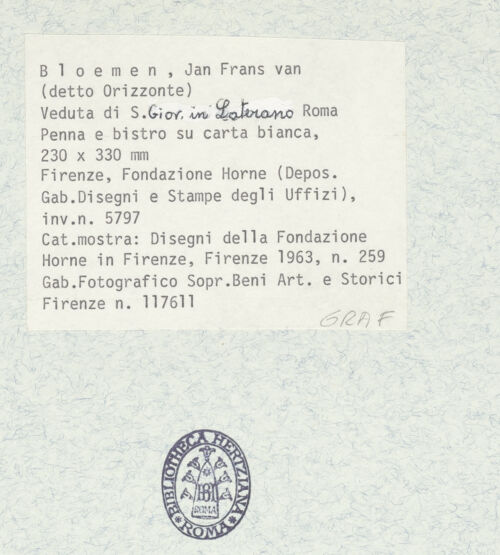 B l o e m e n , Jan Frans van
(detto Orizzonte)
Veduta di S.Giov. in Laterano Roma
Penna e bistro su carta bianca,
230 x 330 mm
Firenze, Fondazione Horne (Depos.
Gab.Disegni e Stampe degli Uffizi),
inv.n. 5797
Cat.mostra: Disegni della Fondazione
Horne in Firenze, Firenze 1963, n. 259
Gab.Fotografico Sopr.Beni Art. e Storici
Firenze n. 117611
GRAF
BIBLIOTHECA HERTZIANA
ROMA
ROMA